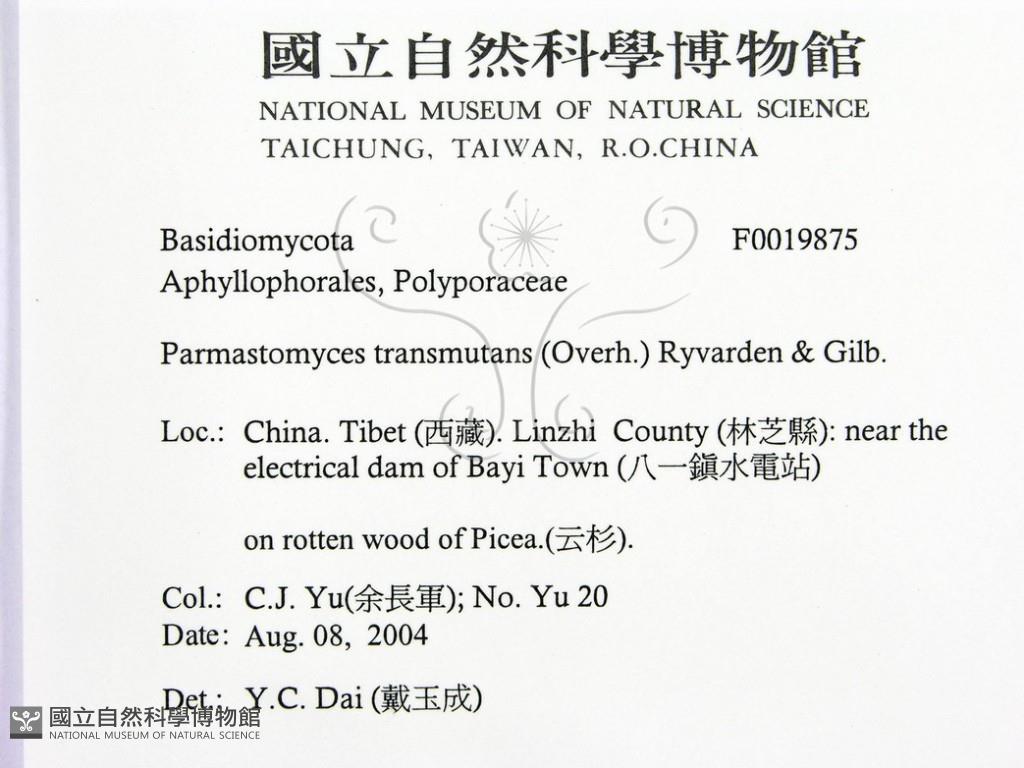 國立自然科學博物館
NATIONAL MUSEUM OF NATURAL SCIENCE
TAICHUNG, TAIWAN, R.O.CHINA
Basidiomycota F0019875
Aphyllophorales, Polyporaceae
Parmastomyces transmutans (Overh.) Ryvarden & Gilb.
Loc.: China. Tibet (西藏). Linzhi County (林芝縣): near the
electrical dam of Bayi Town (八一鎮水電站)
on rotten wood of Picea.(云杉).
Col.: C.J. Yu(余長軍); No. Yu 20
Date: Aug. 08, 2004
Det.: Y.C. Dai (戴玉成)
國立自然科學博物館
NATIONAL MUSEUM OF NATURAL SCIENCE